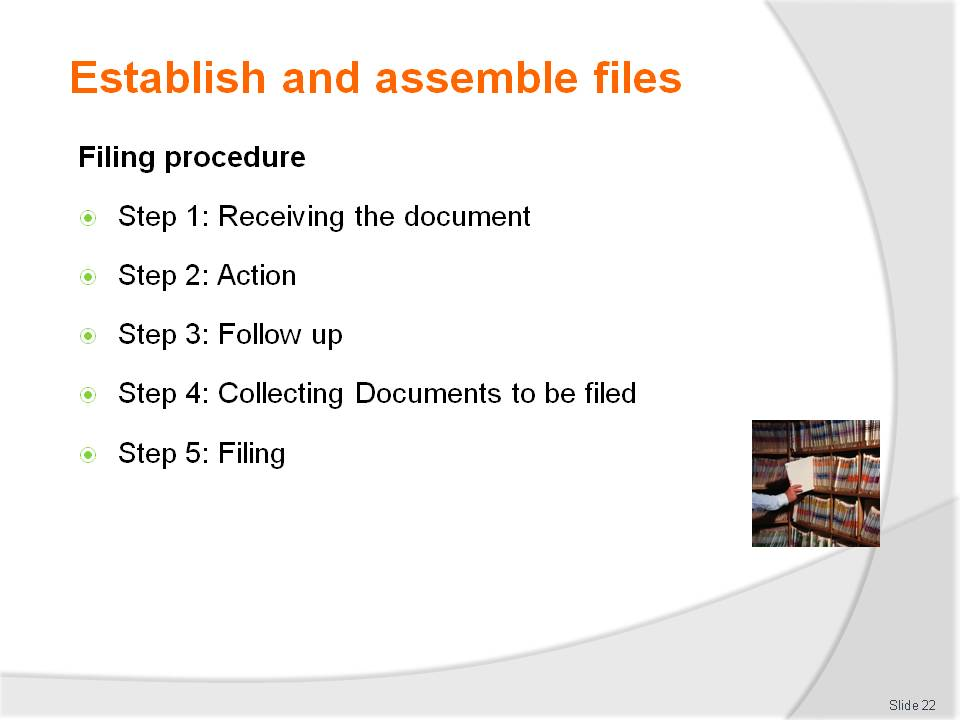 Establish and assemble files
Filing procedure
Step 1: Receiving the document
Step 2: Action
Step 3: Follow up
Step 4: Collecting Documents to be filed
Step 5: Filing
Slide 22